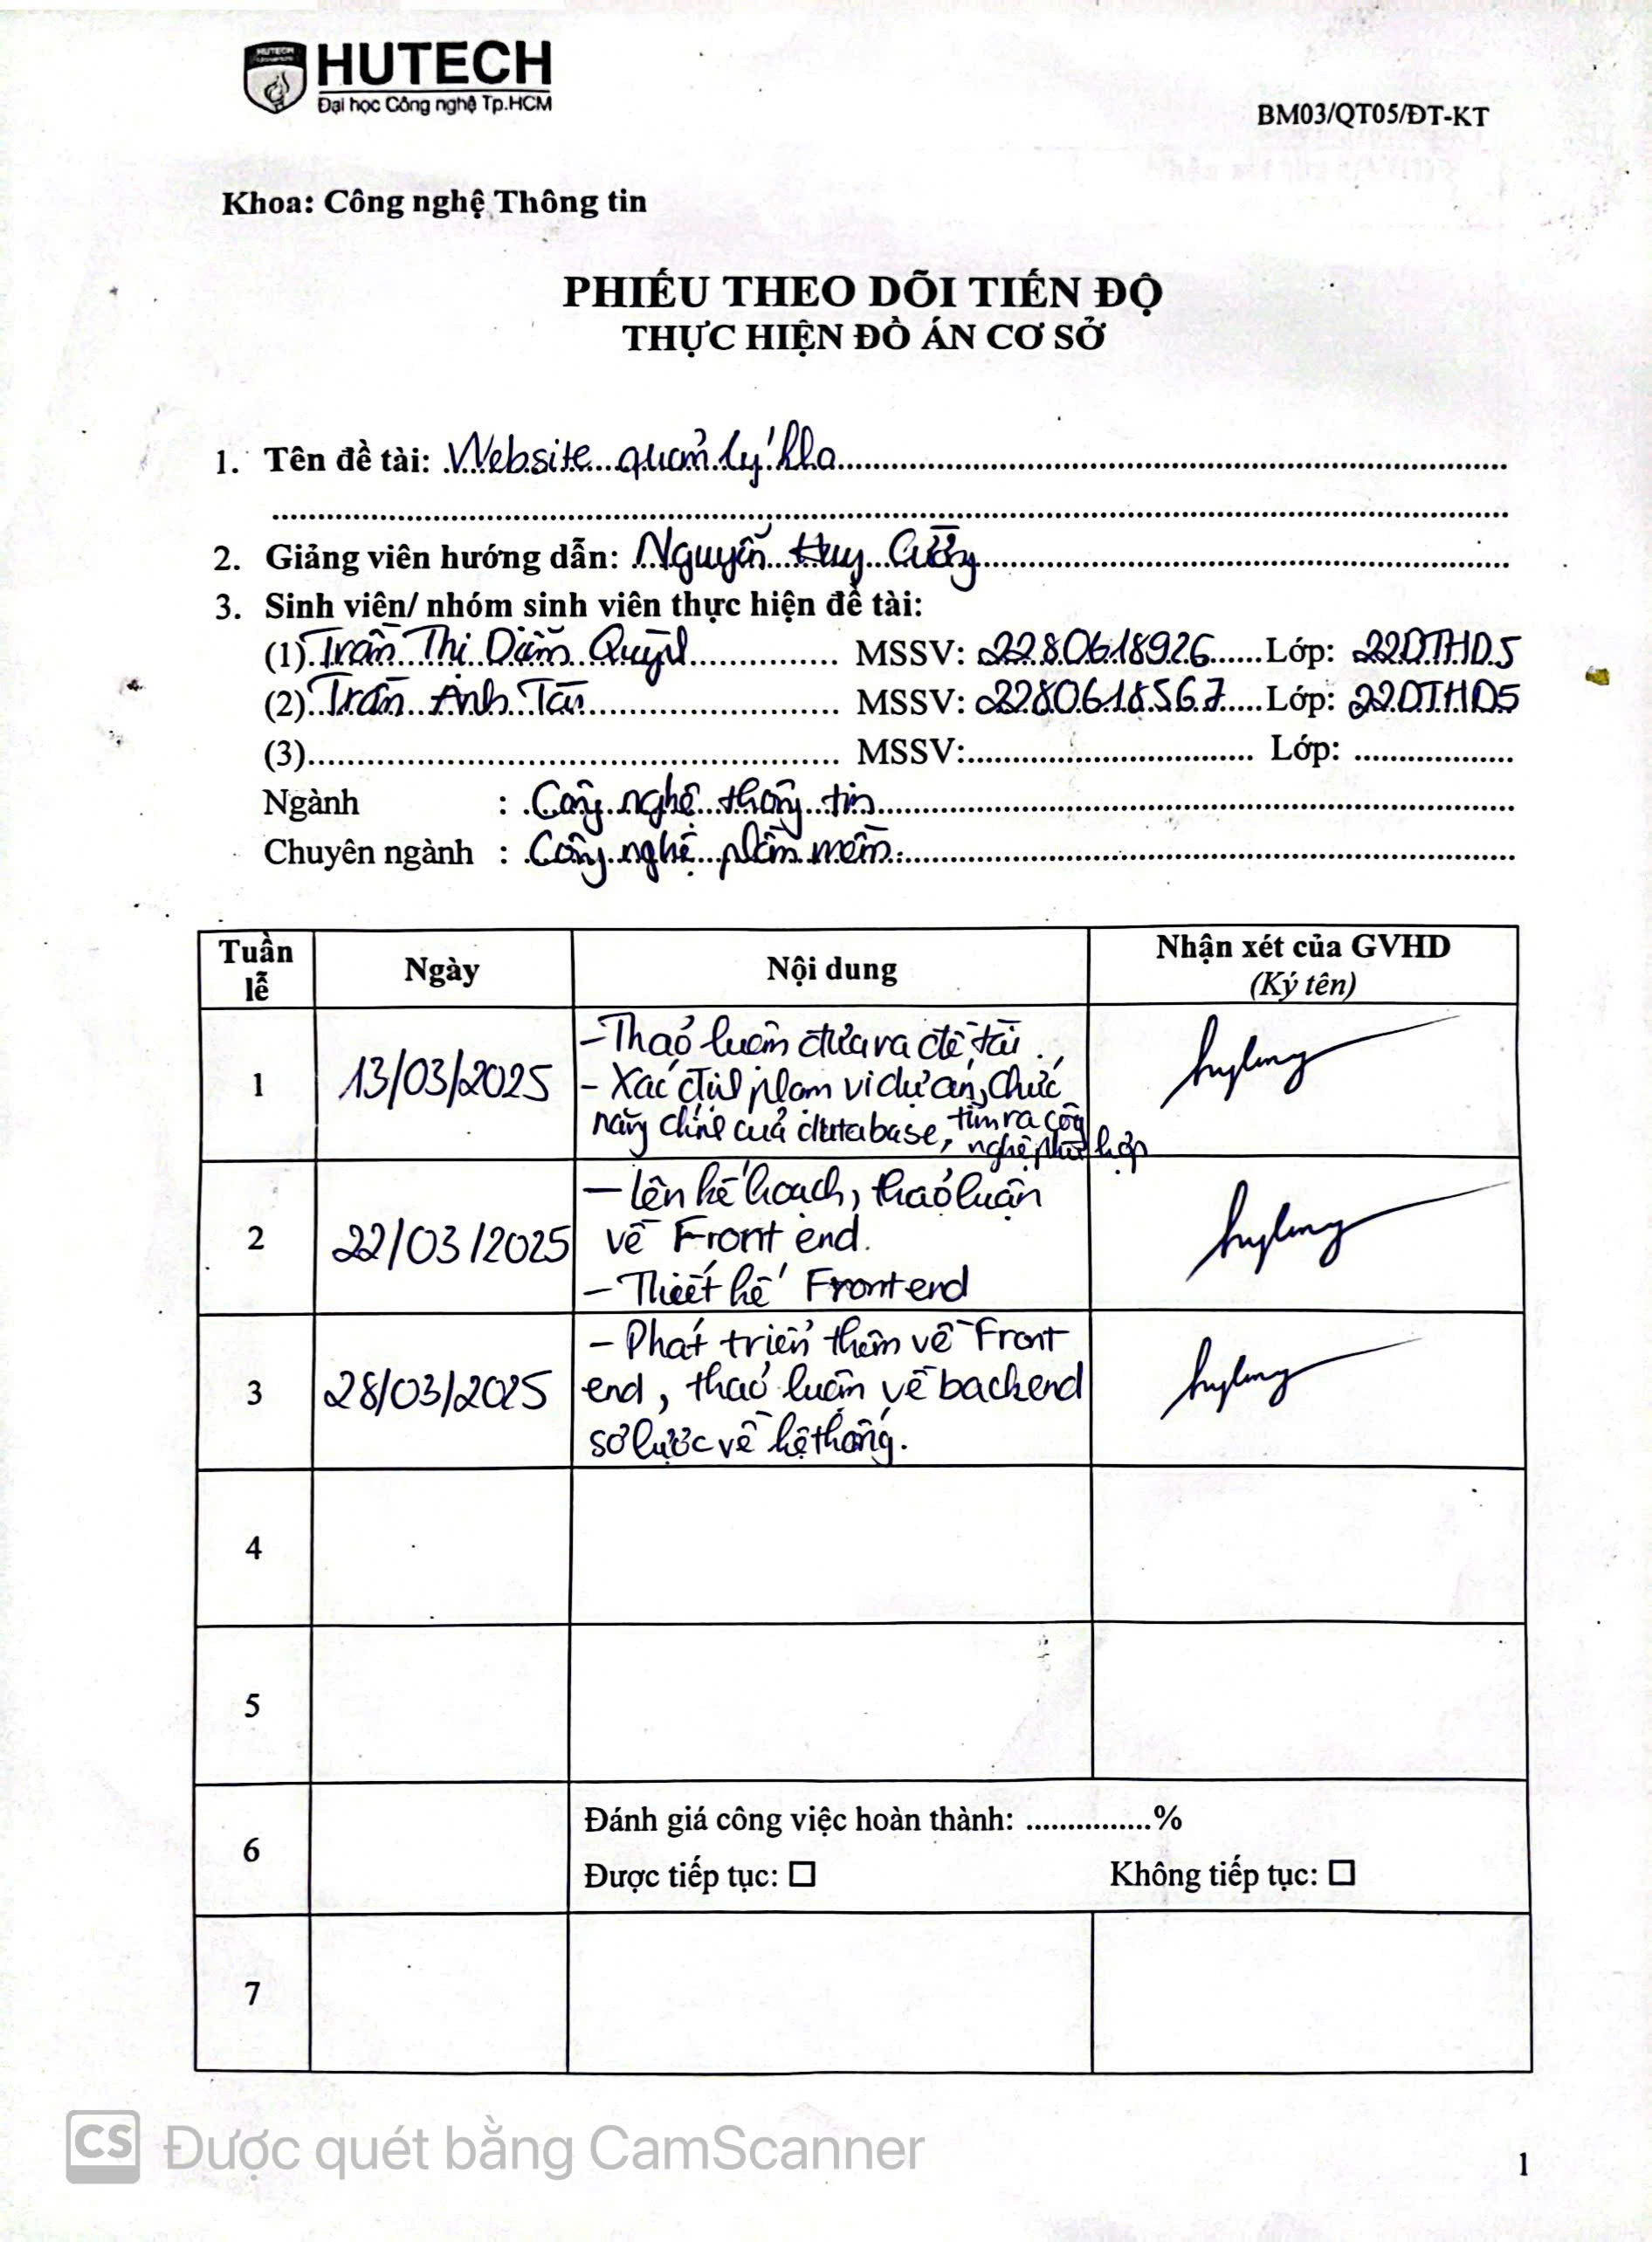 HUTECH
HUTECH
Đại học Công nghệ Tp.HCM
BM03/QT05/ĐT-KT
Khoa: Công nghệ Thông tin
PHIẾU THEO DÕI TIẾN ĐỘ
THỰC HIỆN ĐỒ ÁN CƠ SỞ
1. Tên đề tài: Website quản lý kho
2. Giảng viên hướng dẫn: Nguyễn Huy Cường
3. Sinh viên/ nhóm sinh viên thực hiện đề tài:
(1) Trần Thị Diễm Quỳnh MSSV: 2280618926 Lớp: 22DTHD5
(2) Trần Anh Tài MSSV: 2280618567 Lớp: 22DTHD5
(3) MSSV: Lớp:
Ngành : Công nghệ thông tin
Chuyên ngành : Công nghệ phần mềm
Tuần lễ Ngày Nội dung Nhận xét của GVHD
(Ký tên)
1 13/03/2025 - Thảo luận đưa ra đề tài.
- Xác định phạm vi dự án, chức
năng chính của database, tìm ra công
nghệ phù hợp
2 22/03/2025 - Lên kế hoạch, thảo luận
về Front end.
- Thiết kế Frontend
3 28/03/2025 - Phát triển thêm về Front
end, thảo luận về backend
sơ lược về hệ thống.
4
5
6 Đánh giá công việc hoàn thành: ...............%
Được tiếp tục: ☐ Không tiếp tục: ☐
7
CS Được quét bằng CamScanner
1